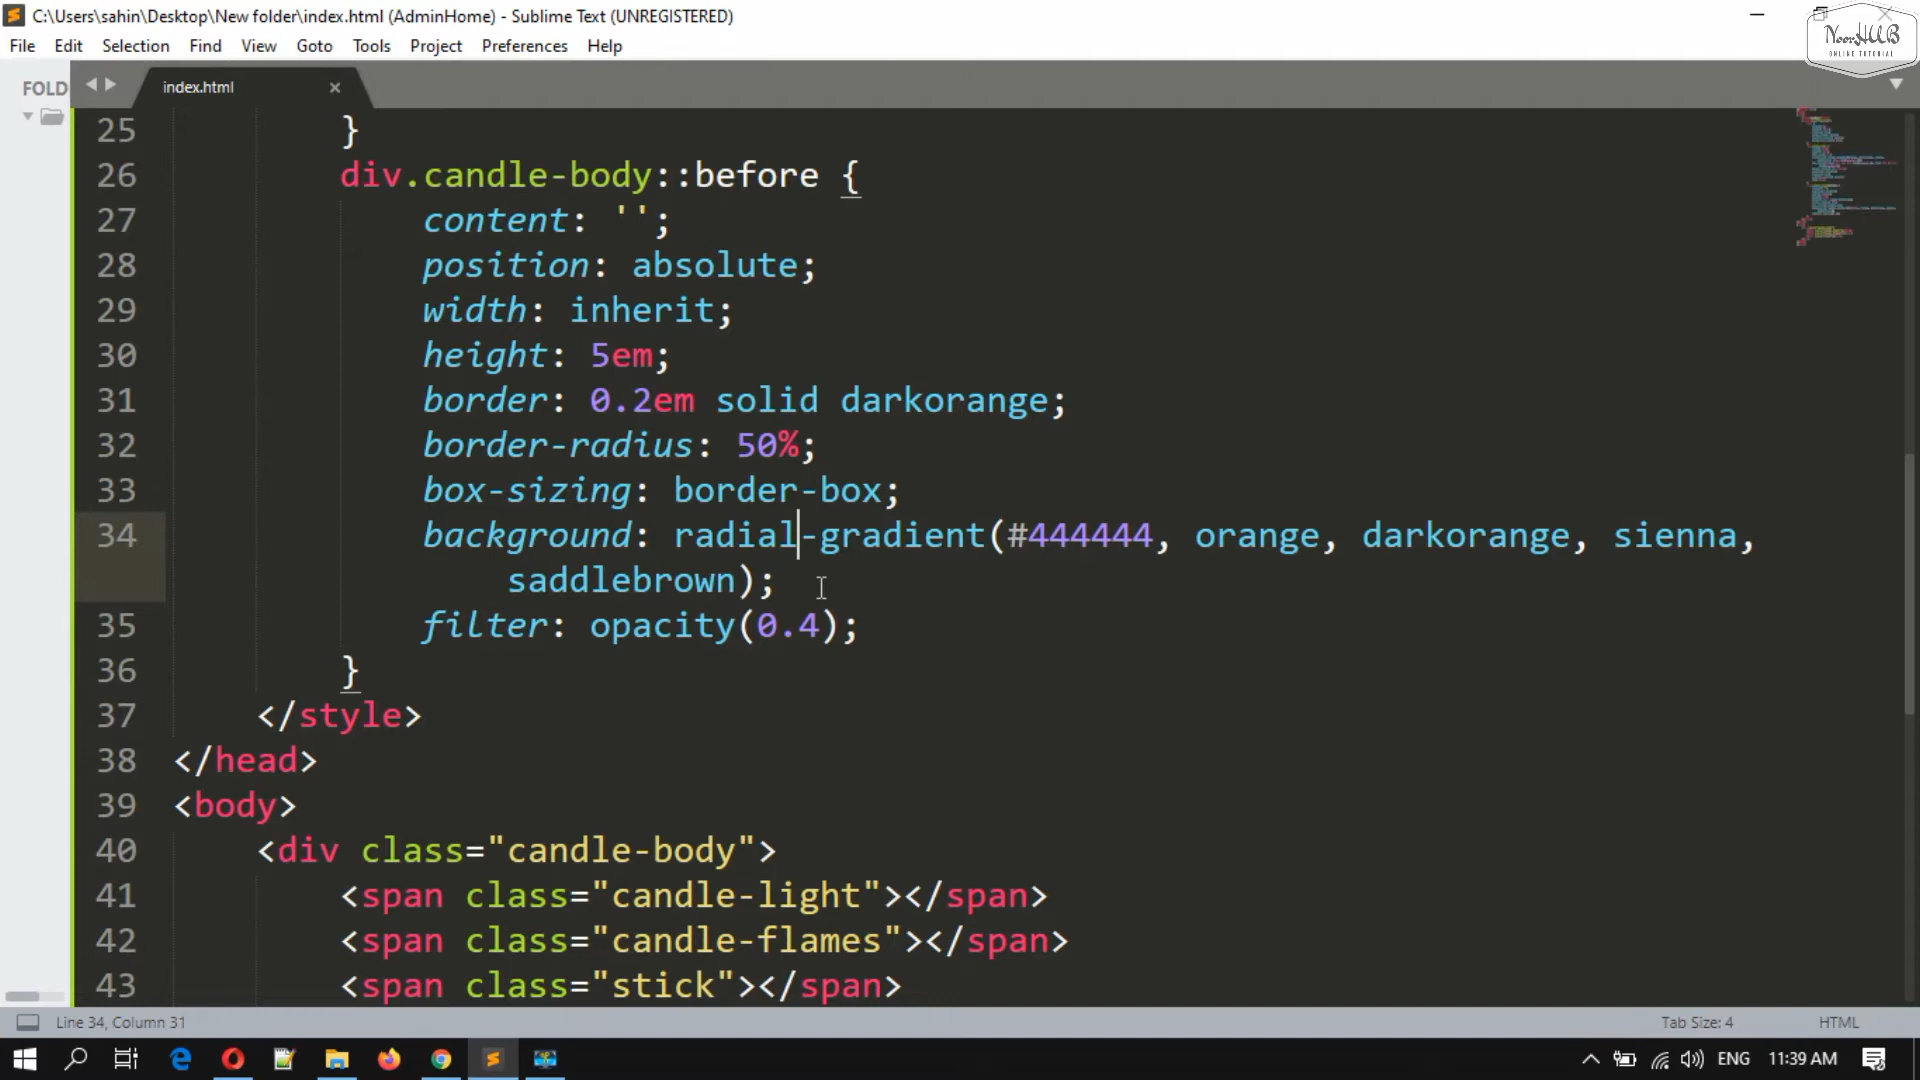 C:\Users\sahin\Desktop\New folder\index.html (AdminHome) - Sublime Text (UNREGISTERED)
NoorHUB
ONLINE TUTORIAL
File Edit Selection Find View Goto Tools Project Preferences Help
FOLD
index.html
25 }
26 div.candle-body::before {
27 content: '';
28 position: absolute;
29 width: inherit;
30 height: 5em;
31 border: 0.2em solid darkorange;
32 border-radius: 50%;
33 box-sizing: border-box;
34 background: radial-gradient(#444444, orange, darkorange, sienna,
saddlebrown);
35 filter: opacity(0.4);
36 }
37 </style>
38 </head>
39 <body>
40 <div class="candle-body">
41 <span class="candle-light"></span>
42 <span class="candle-flames"></span>
43 <span class="stick"></span>
Line 34, Column 31
Tab Size: 4
HTML
ENG
11:39 AM